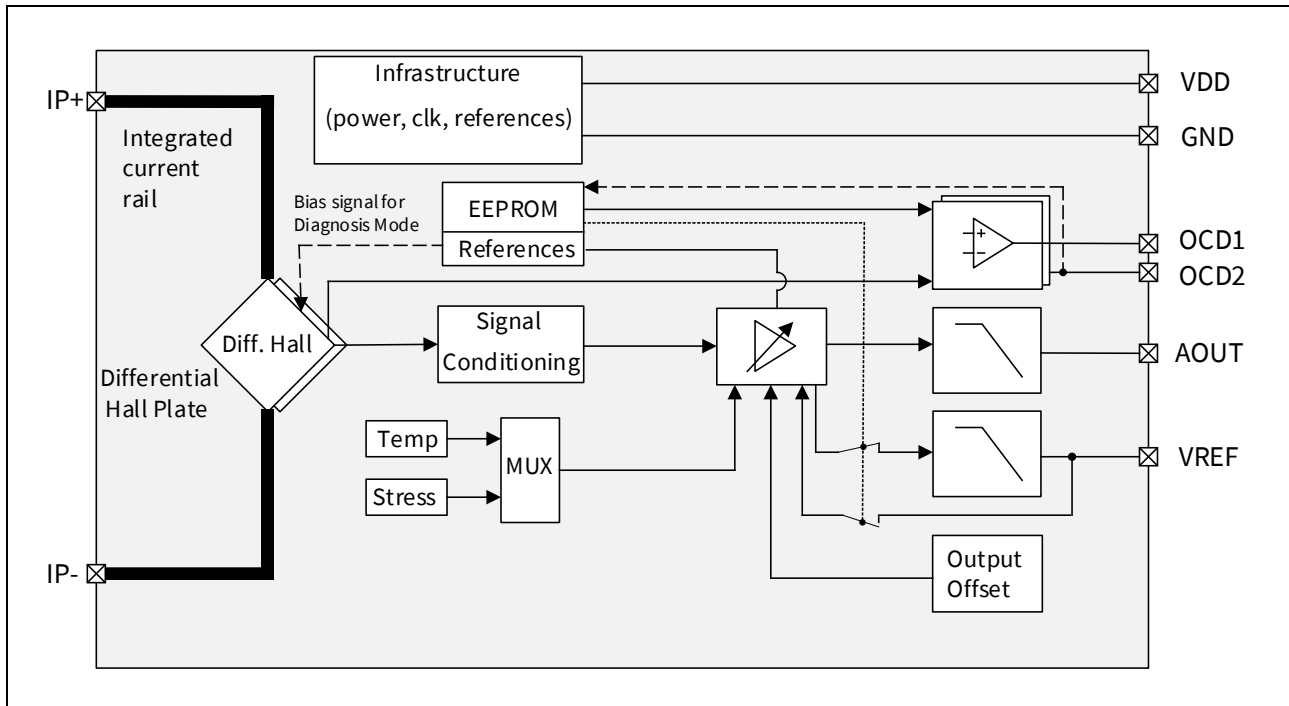 Infrastructure
(power, clk, references)
VDD
GND
IP+
Integrated
current
rail
Bias signal for
Diagnosis Mode
EEPROM
References
+
−
OCD1
OCD2
Diff. Hall
Signal
Conditioning
AOUT
Differential
Hall Plate
Temp
MUX
Stress
VREF
Output
Offset
IP-